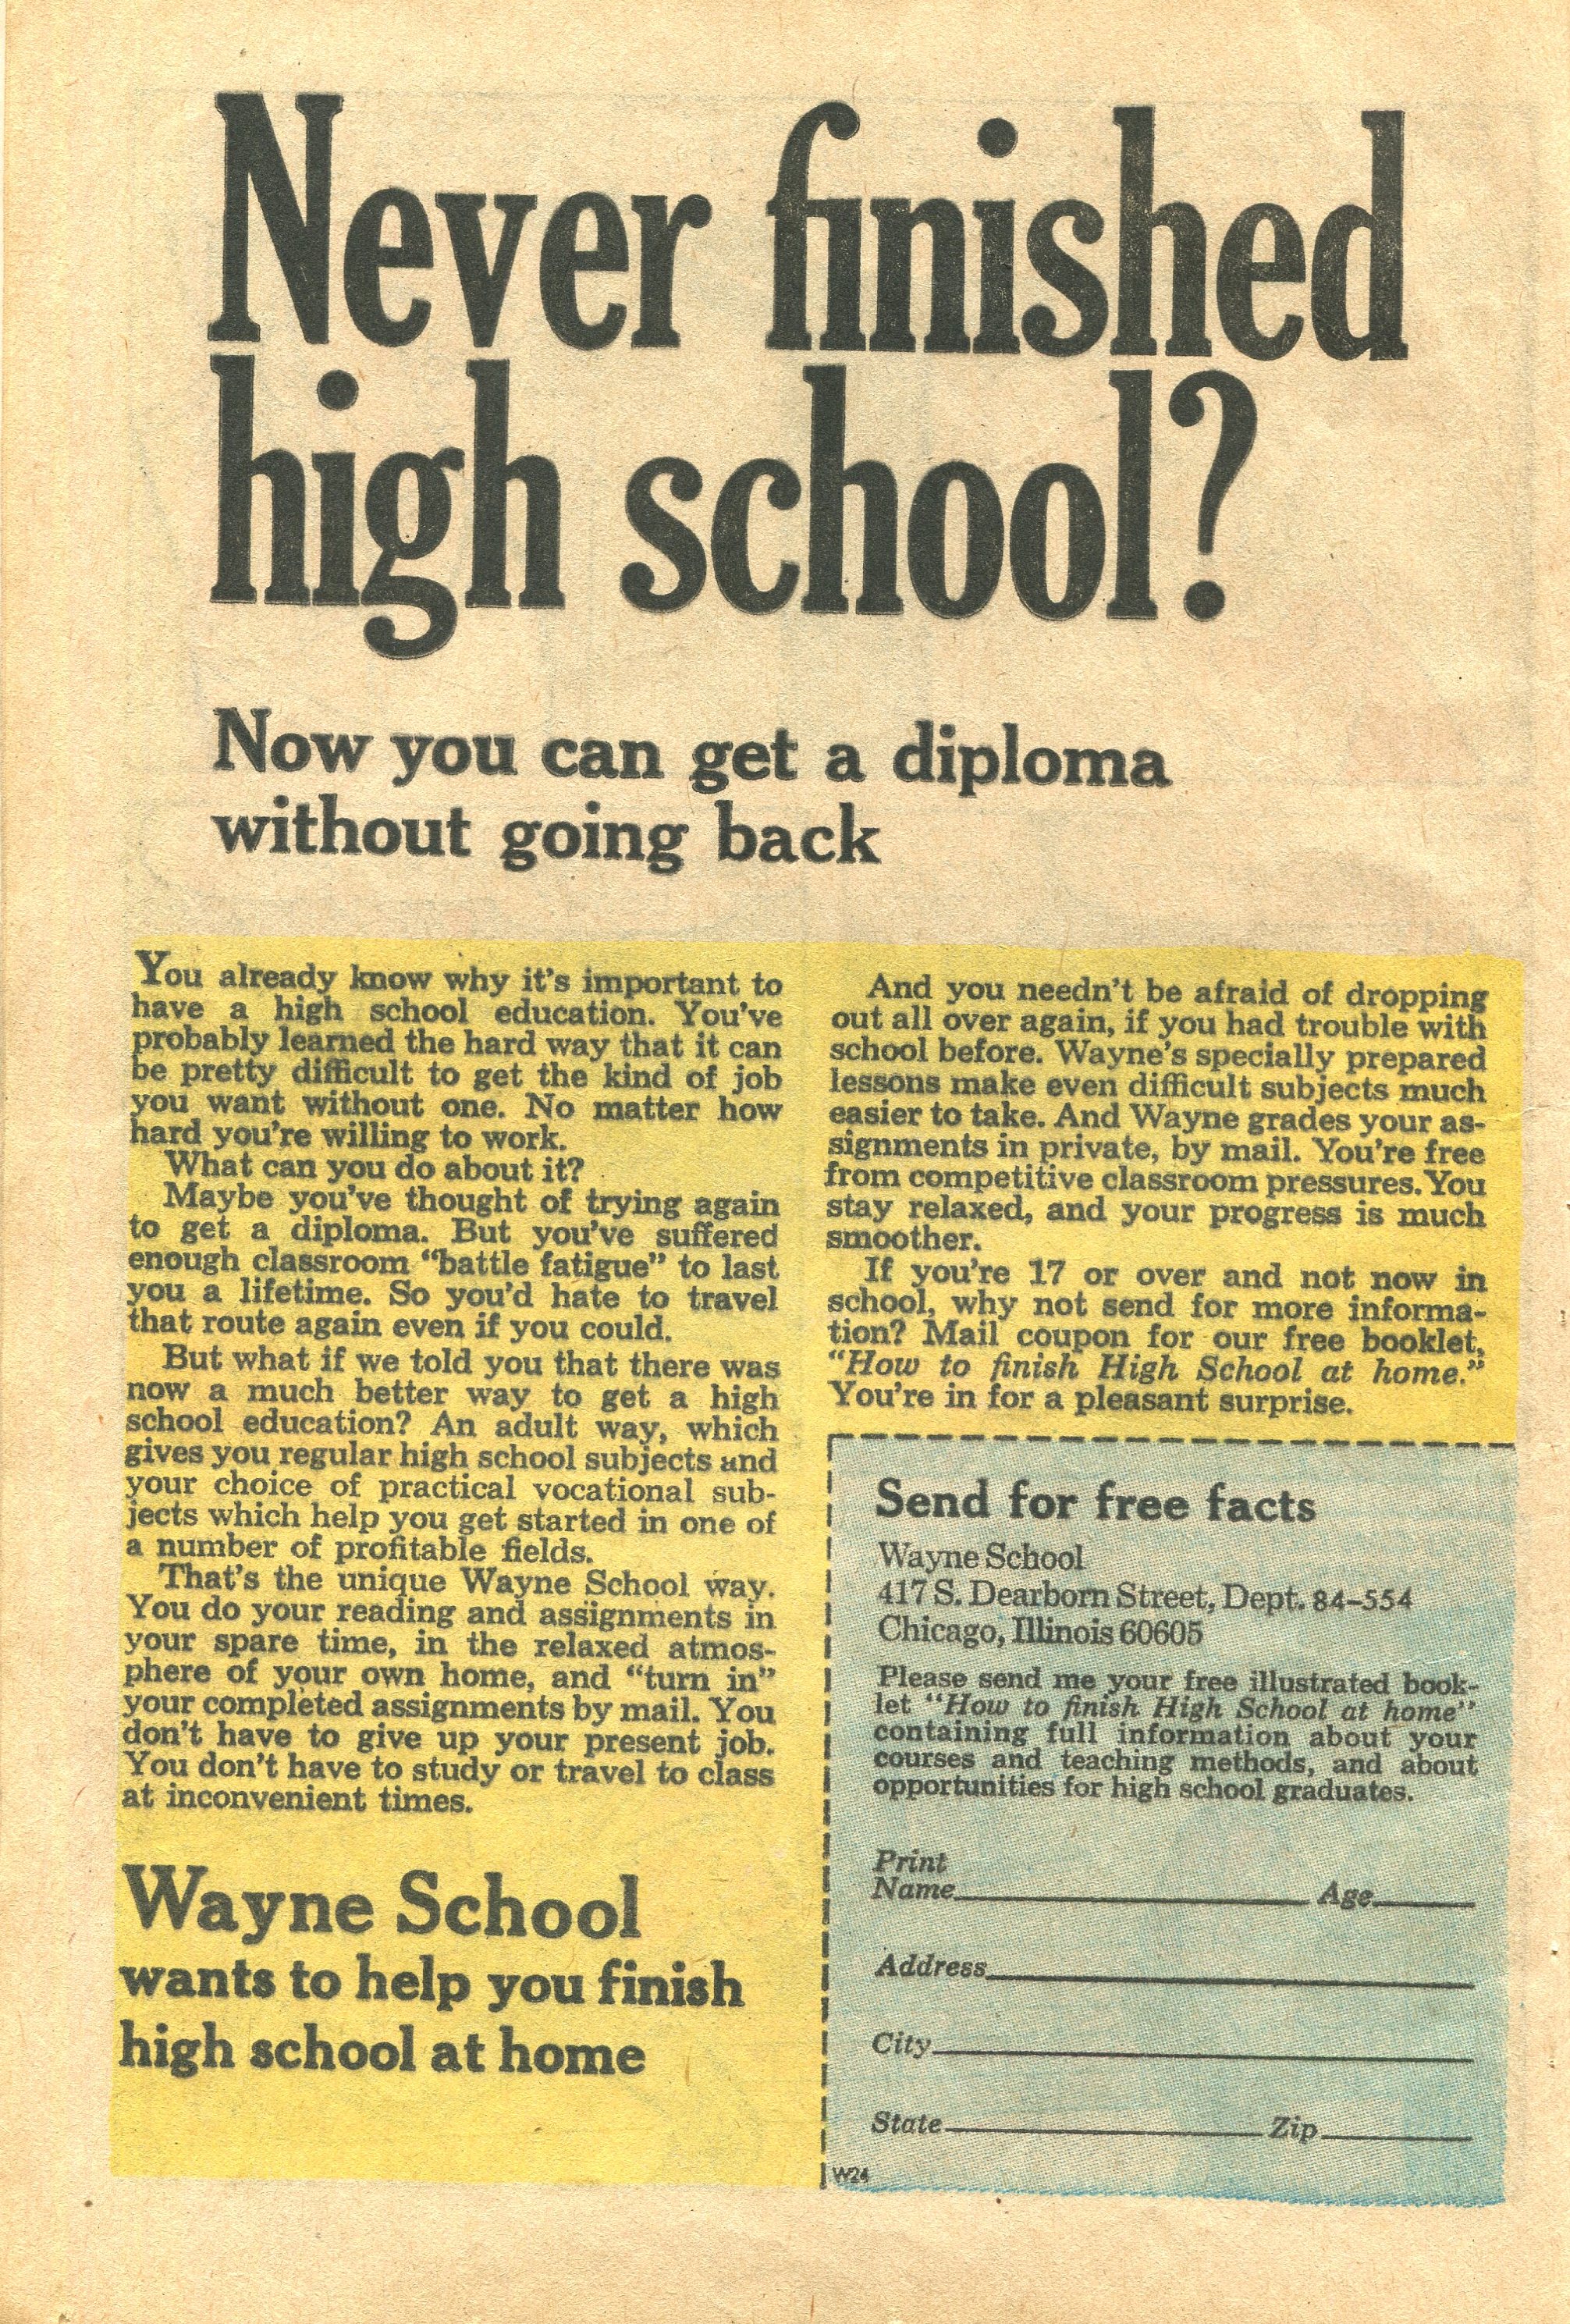 Never finished
high school?
Now you can get a diploma
without going back
You already know why it's important to
have a high school education. You've
probably learned the hard way that it can
be pretty difficult to get the kind of job
you want without one. No matter how
hard you're willing to work.
What can you do about it?
Maybe you've thought of trying again
to get a diploma. But you've suffered
enough classroom "battle fatigue" to last
you a lifetime. So you'd hate to travel
that route again even if you could.
But what if we told you that there was
now a much better way to get a high
school education? An adult way, which
gives you regular high school subjects and
your choice of practical vocational sub-
jects which help you get started in one of
a number of profitable fields.
That's the unique Wayne School way.
You do your reading and assignments in
your spare time, in the relaxed atmos-
phere of your own home, and "turn in"
your completed assignments by mail. You
don't have to give up your present job.
You don't have to study or travel to class
at inconvenient times.
Wayne School
wants to help you finish
high school at home
And you needn't be afraid of dropping
out all over again, if you had trouble with
school before. Wayne's specially prepared
lessons make even difficult subjects much
easier to take. And Wayne grades your as-
signments in private, by mail. You're free
from competitive classroom pressures. You
stay relaxed, and your progress is much
smoother.
If you're 17 or over and not now in
school, why not send for more informa-
tion? Mail coupon for our free booklet,
"How to finish High School at home."
You're in for a pleasant surprise.
Send for free facts
Wayne School
417 S. Dearborn Street, Dept. 84-554
Chicago, Illinois 60605
Please send me your free illustrated book-
let "How to finish High School at home"
containing full information about your
courses and teaching methods, and about
opportunities for high school graduates.
Print
Name Age
Address
City
State Zip
W24